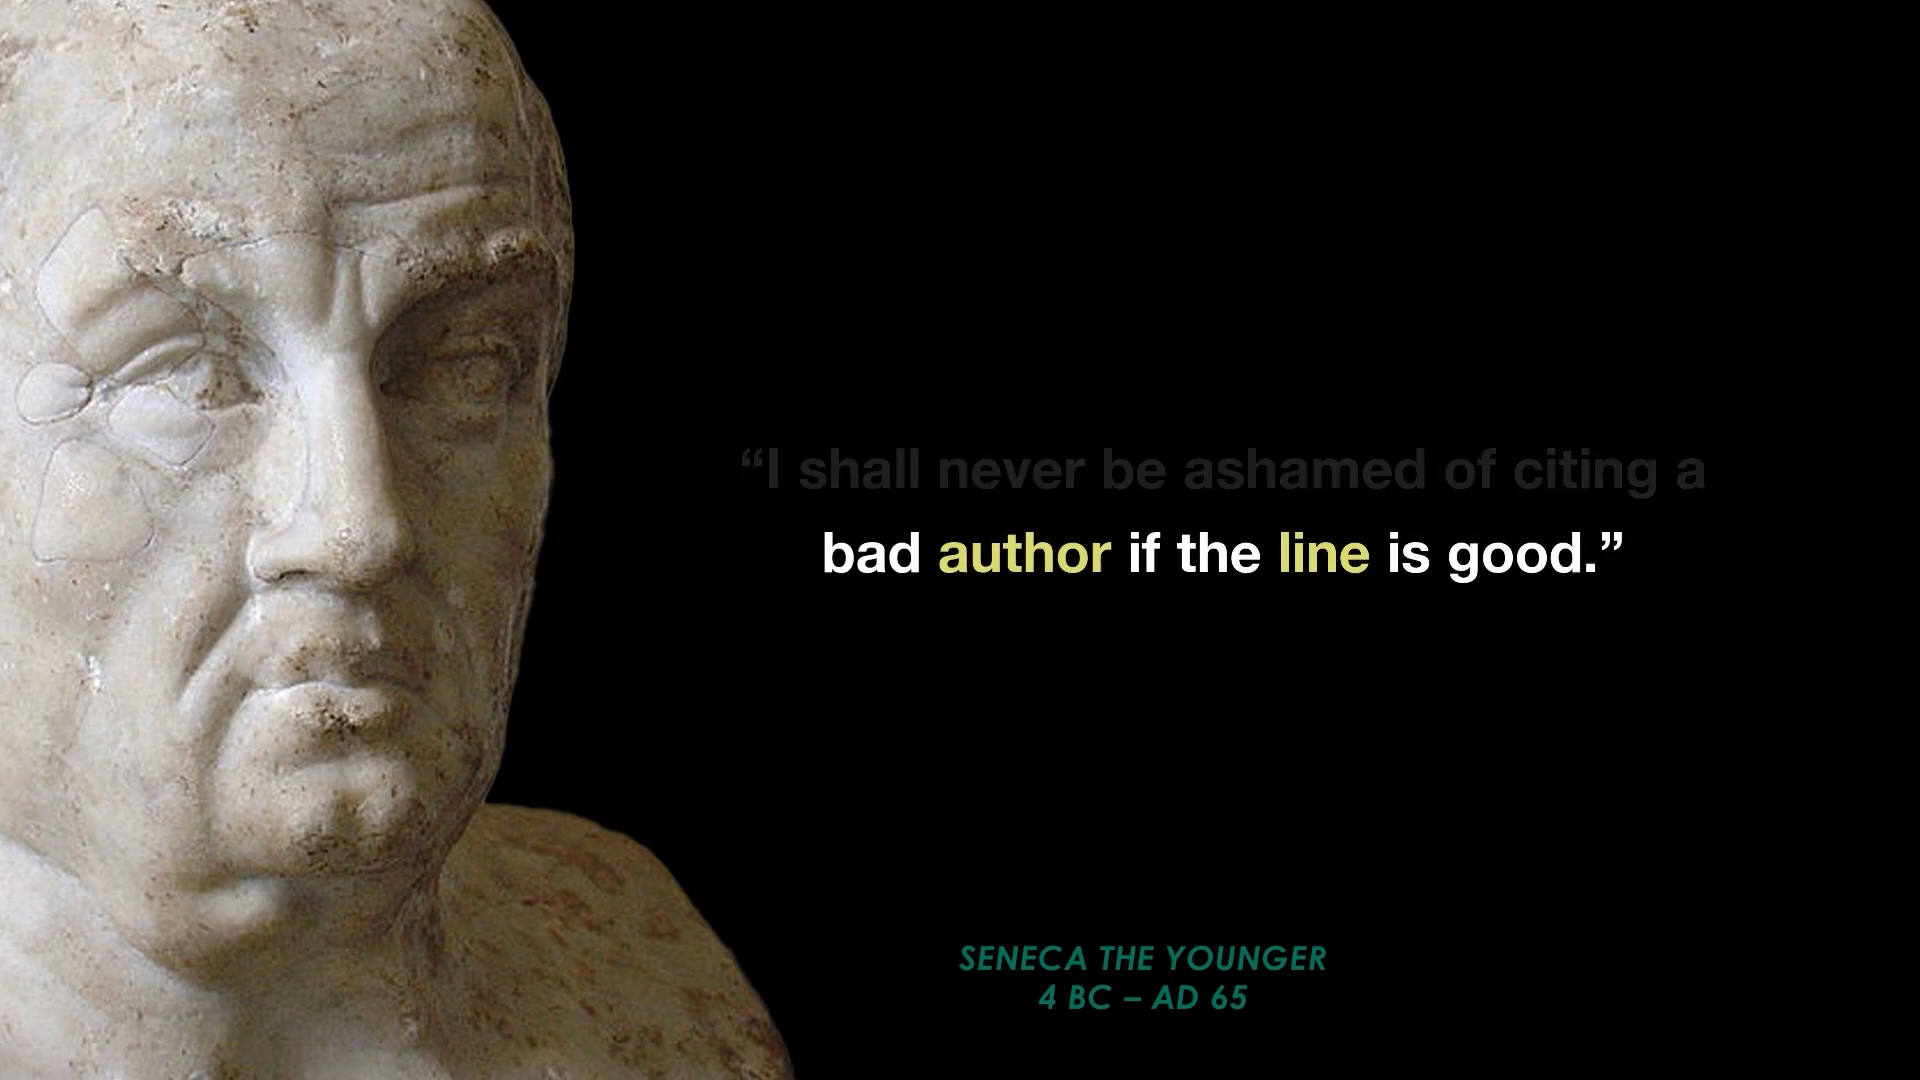 “I shall never be ashamed of citing a
bad author if the line is good.”
SENECA THE YOUNGER
4 BC – AD 65